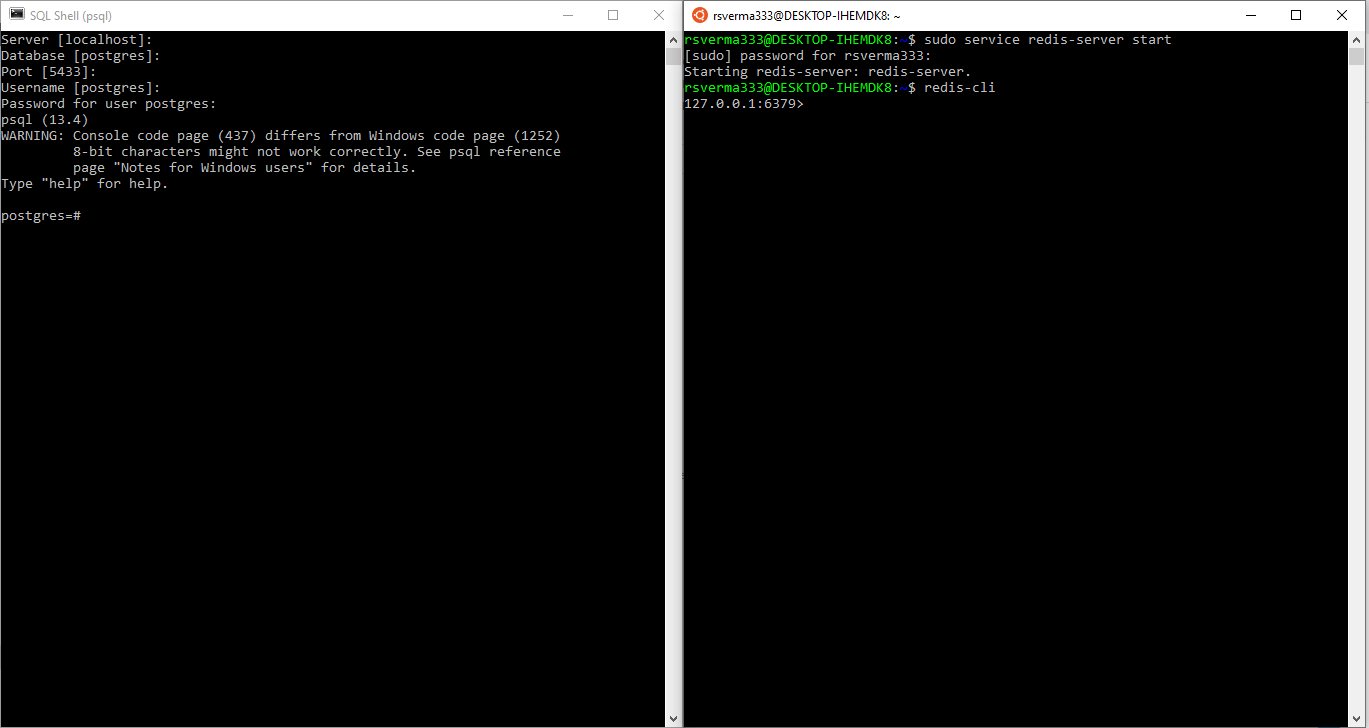 SQL Shell (psql)
Server [localhost]:
Database [postgres]:
Port [5433]:
Username [postgres]:
Password for user postgres:
psql (13.4)
WARNING: Console code page (437) differs from Windows code page (1252)
         8-bit characters might not work correctly. See psql reference
         page "Notes for Windows users" for details.
Type "help" for help.

postgres=#
rsverma333@DESKTOP-IHEMDK8: ~
rsverma333@DESKTOP-IHEMDK8:~$ sudo service redis-server start
[sudo] password for rsverma333:
Starting redis-server: redis-server.
rsverma333@DESKTOP-IHEMDK8:~$ redis-cli
127.0.0.1:6379>